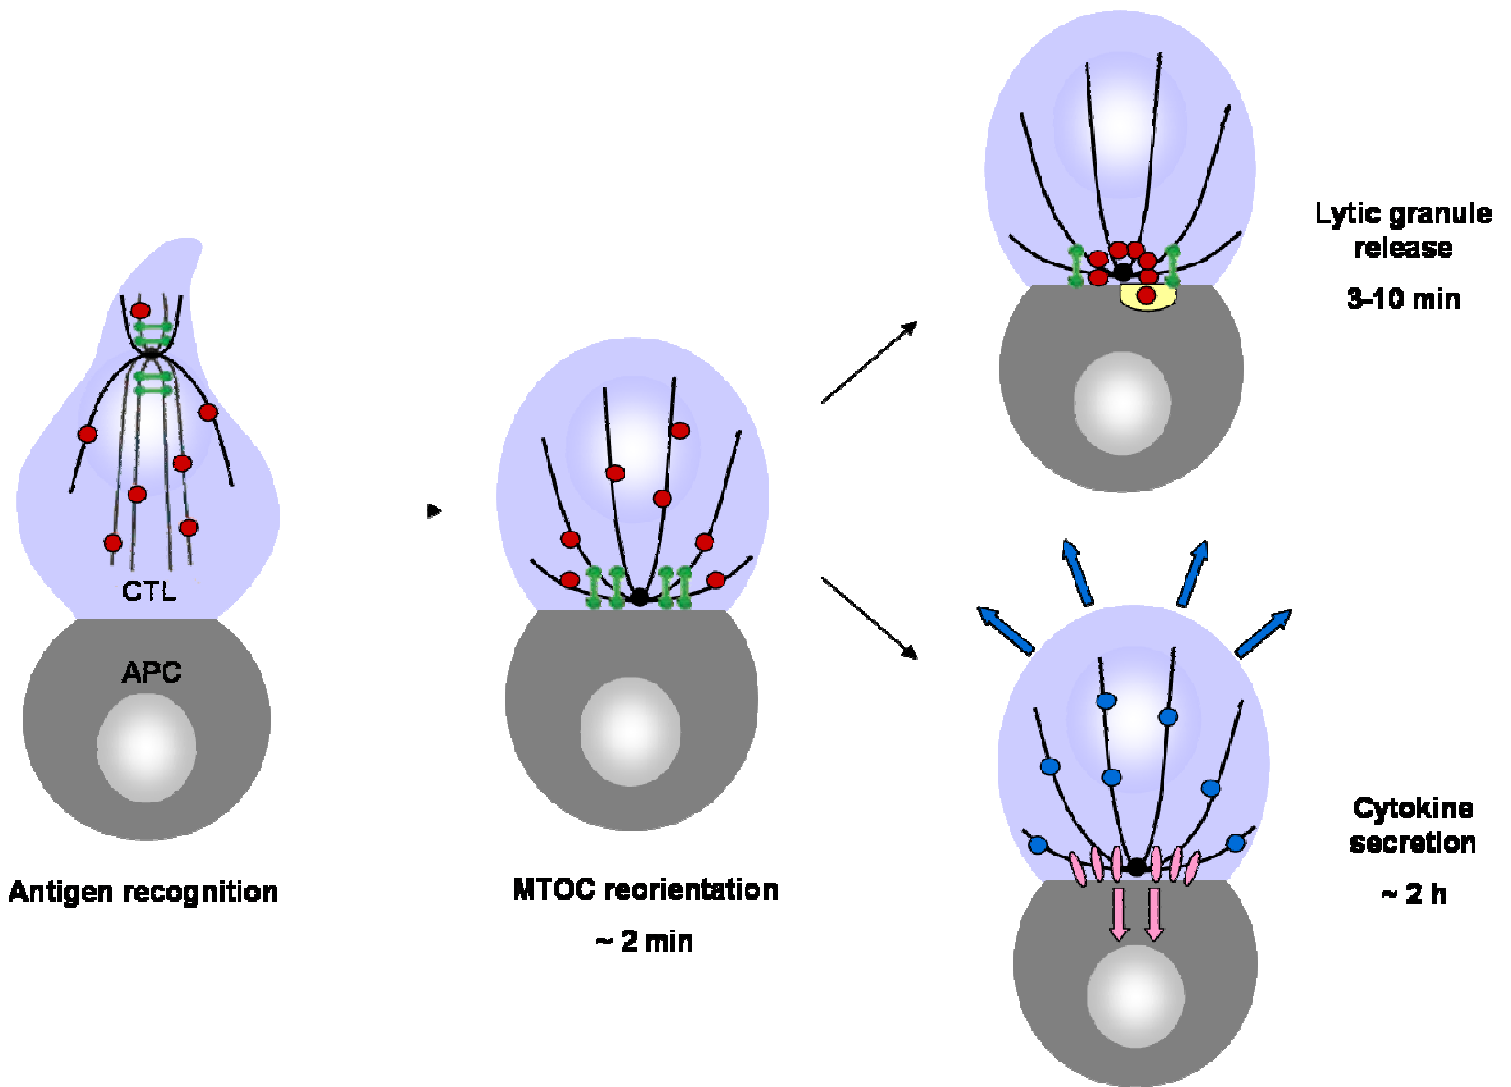 CTL
APC
Antigen recognition
MTOC reorientation
~ 2 min
Lytic granule
release
3-10 min
Cytokine
secretion
~ 2 h